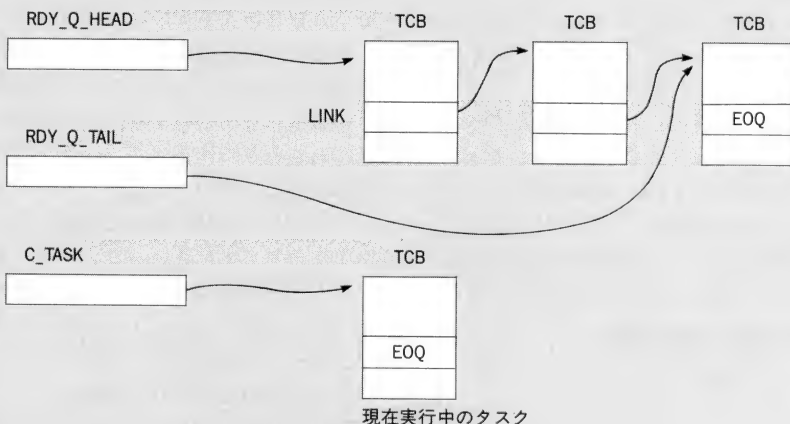 RDY_Q_HEAD
TCB
TCB
TCB
LINK
EOQ
RDY_Q_TAIL
C_TASK
TCB
EOQ
現在実行中のタスク